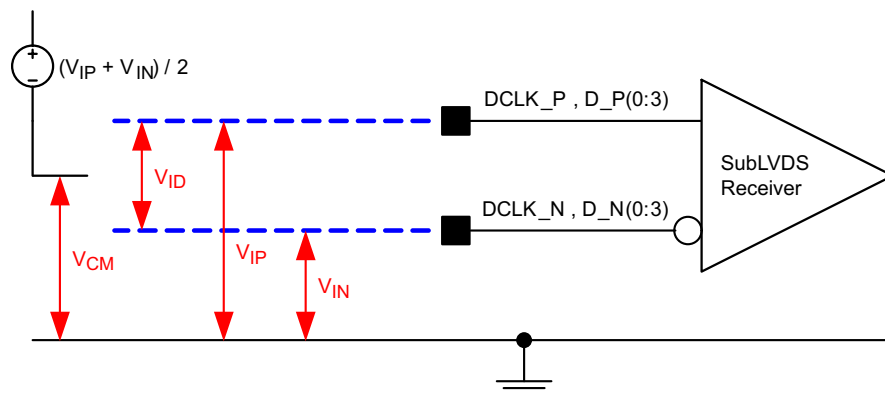 +
−
(VIP + VIN) / 2
DCLK_P , D_P(0:3)
VID
SubLVDS
Receiver
DCLK_N , D_N(0:3)
VCM
VIP
VIN